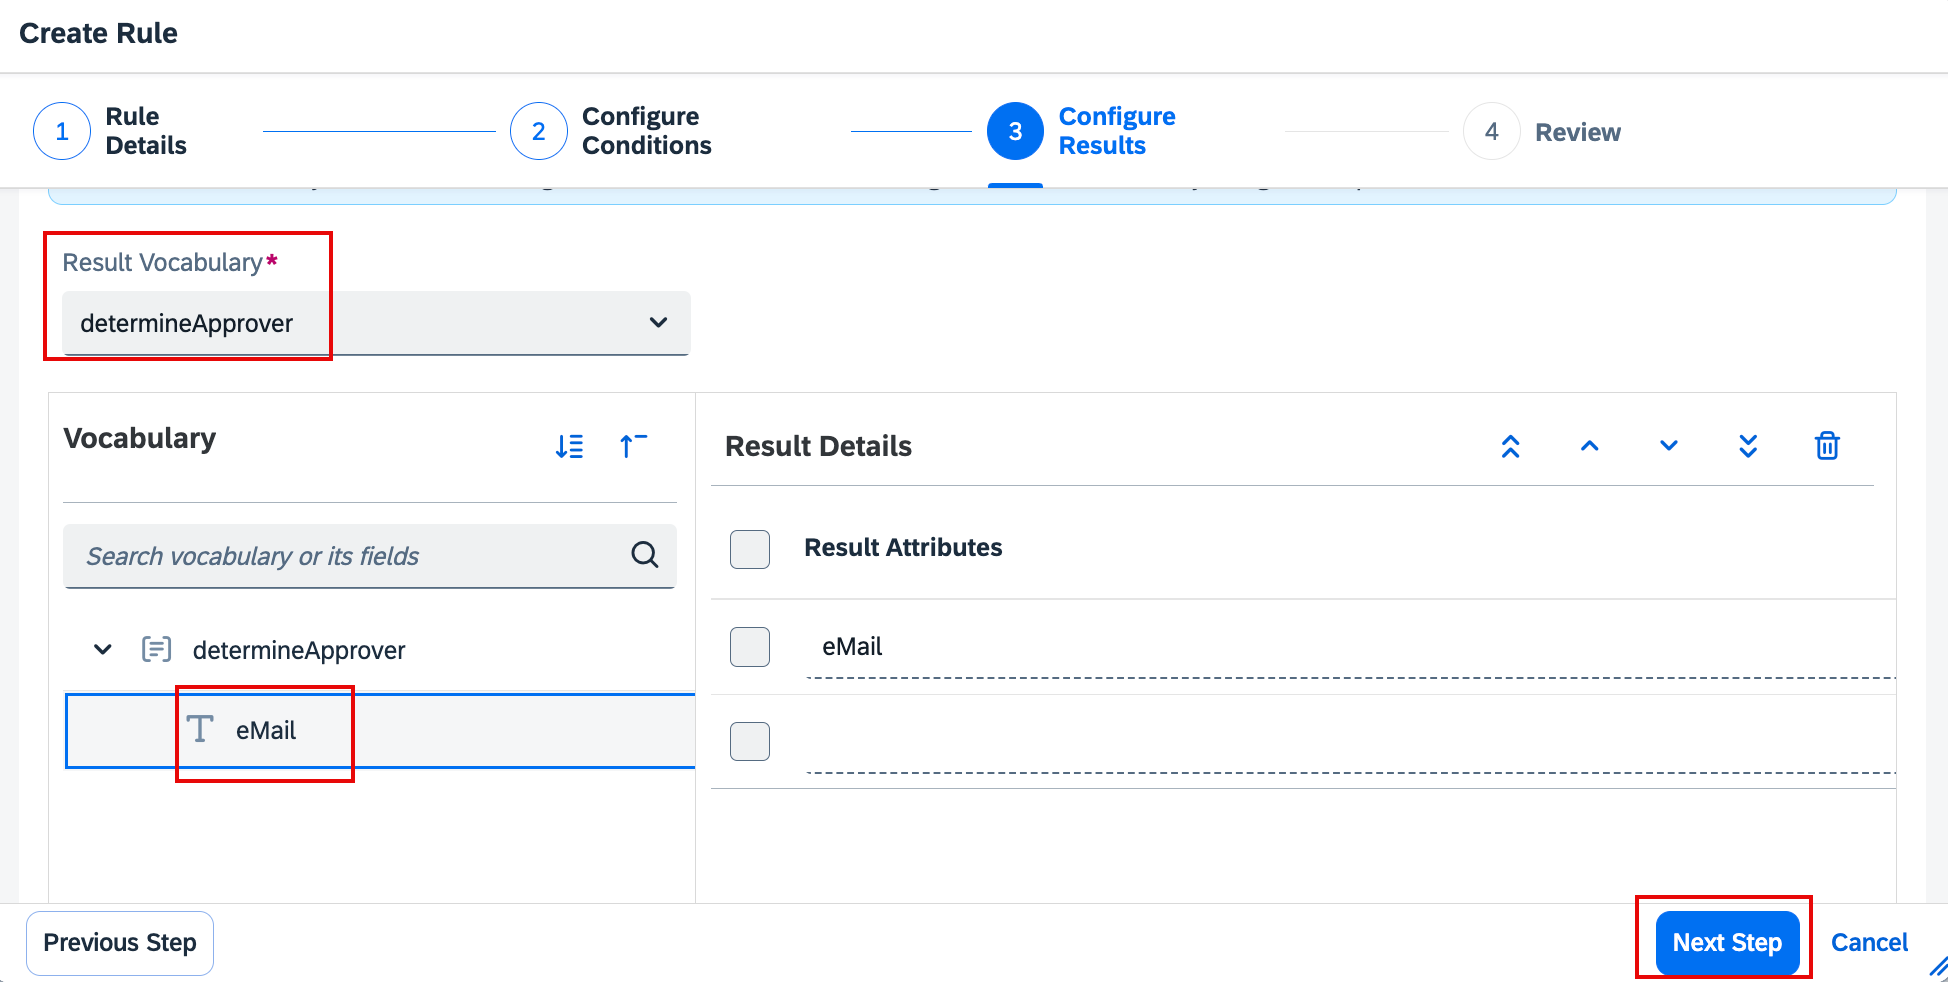 Create Rule
1
Rule
Details
2
Configure
Conditions
3
Configure
Results
4
Review
Result Vocabulary*
determineApprover
Vocabulary
Result Details
Search vocabulary or its fields
Result Attributes
determineApprover
eMail
T eMail
Previous Step
Next Step
Cancel